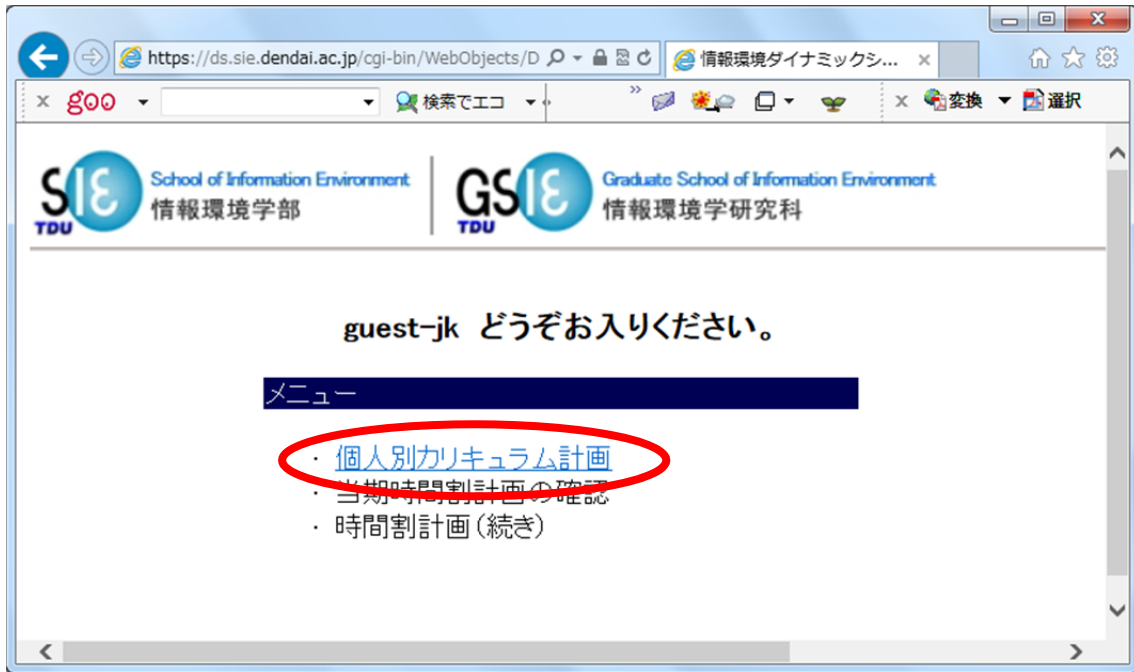 https://ds.sie.dendai.ac.jp/cgi-bin/WebObjects/D
情報環境ダイナミックシ...
goo
検索でエコ
変換
選択
SIE TDU
School of Information Environment
情報環境学部
GSIE TDU
Graduate School of Information Environment
情報環境学研究科
guest-jk どうぞお入りください。
メニュー
・ 個人別カリキュラム計画
・ 当期時間割計画の確認
・ 時間割計画(続き)